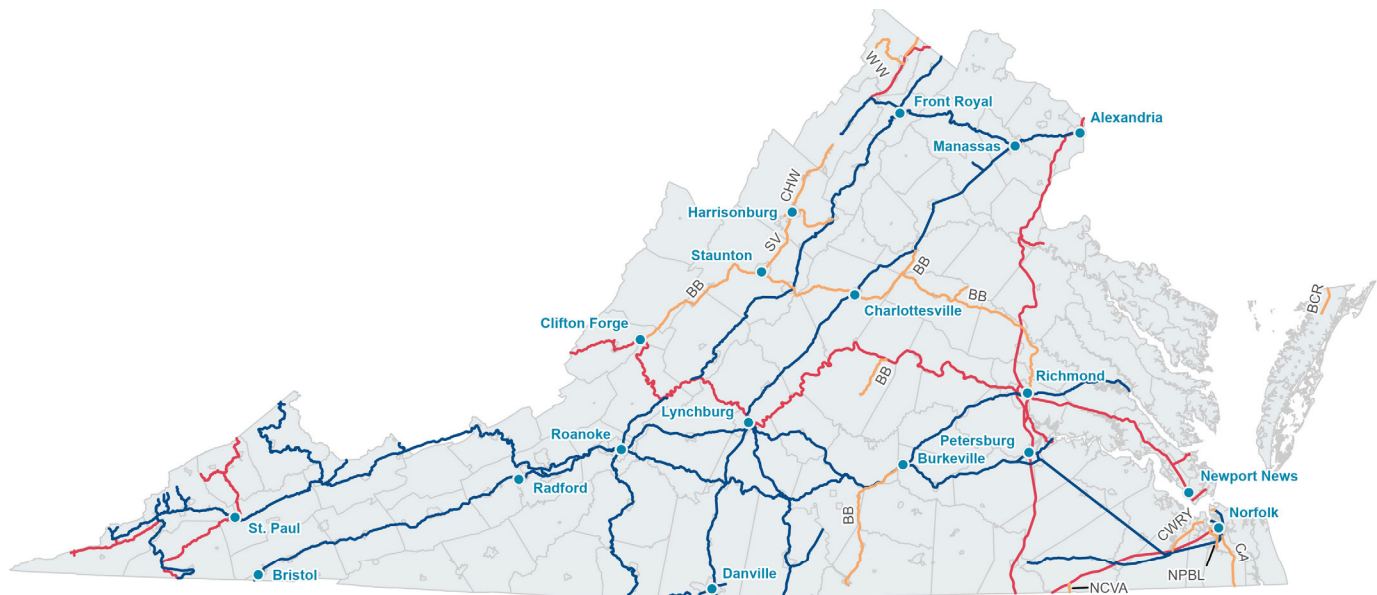 WW
Front Royal
Alexandria
Manassas
CHW
Harrisonburg
SV
Staunton
BB
BB
BB
BCR
Charlottesville
Clifton Forge
BB
Richmond
Lynchburg
Roanoke
Petersburg
Burkeville
Radford
Newport News
BB
CWRY
Norfolk
St. Paul
CA
NPBL
Bristol
Danville
NCVA